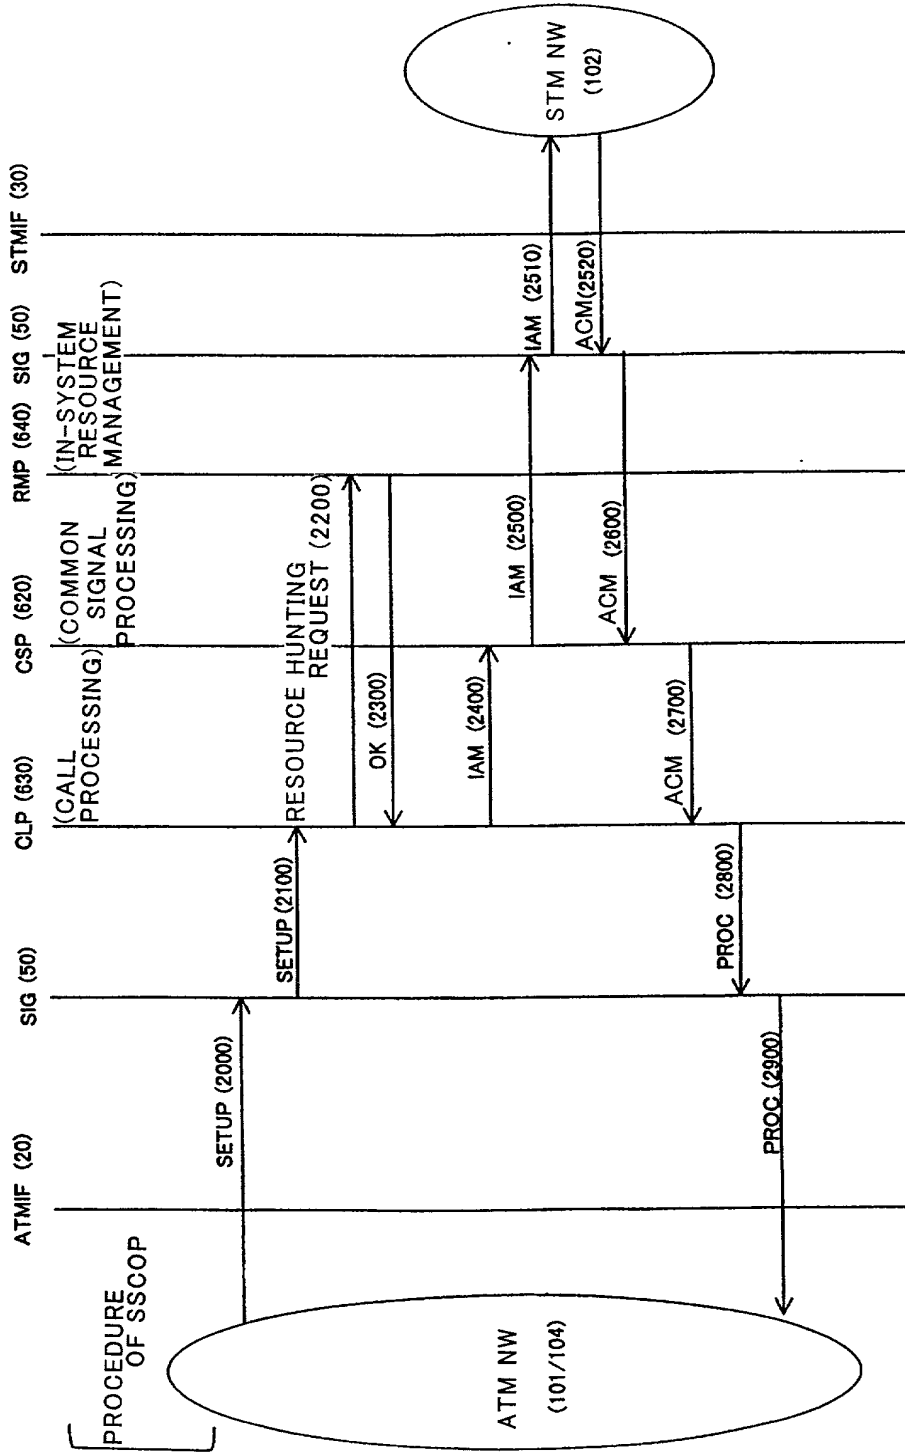 PROCEDURE
OF SSCOP
ATMIF (20)
SIG (50)
CLP (630)
(CALL
PROCESSING)
CSP (620)
(COMMON
SIGNAL
PROCESSING)
RMP (640)
(IN-SYSTEM
RESOURCE
MANAGEMENT)
SIG (50)
STMIF (30)
ATM NW
(101/104)
STM NW
(102)
SETUP (2000)
SETUP (2100)
RESOURCE HUNTING
REQUEST (2200)
OK (2300)
IAM (2400)
IAM (2500)
IAM (2510)
ACM(2520)
ACM (2600)
ACM (2700)
PROC (2800)
PROC (2900)